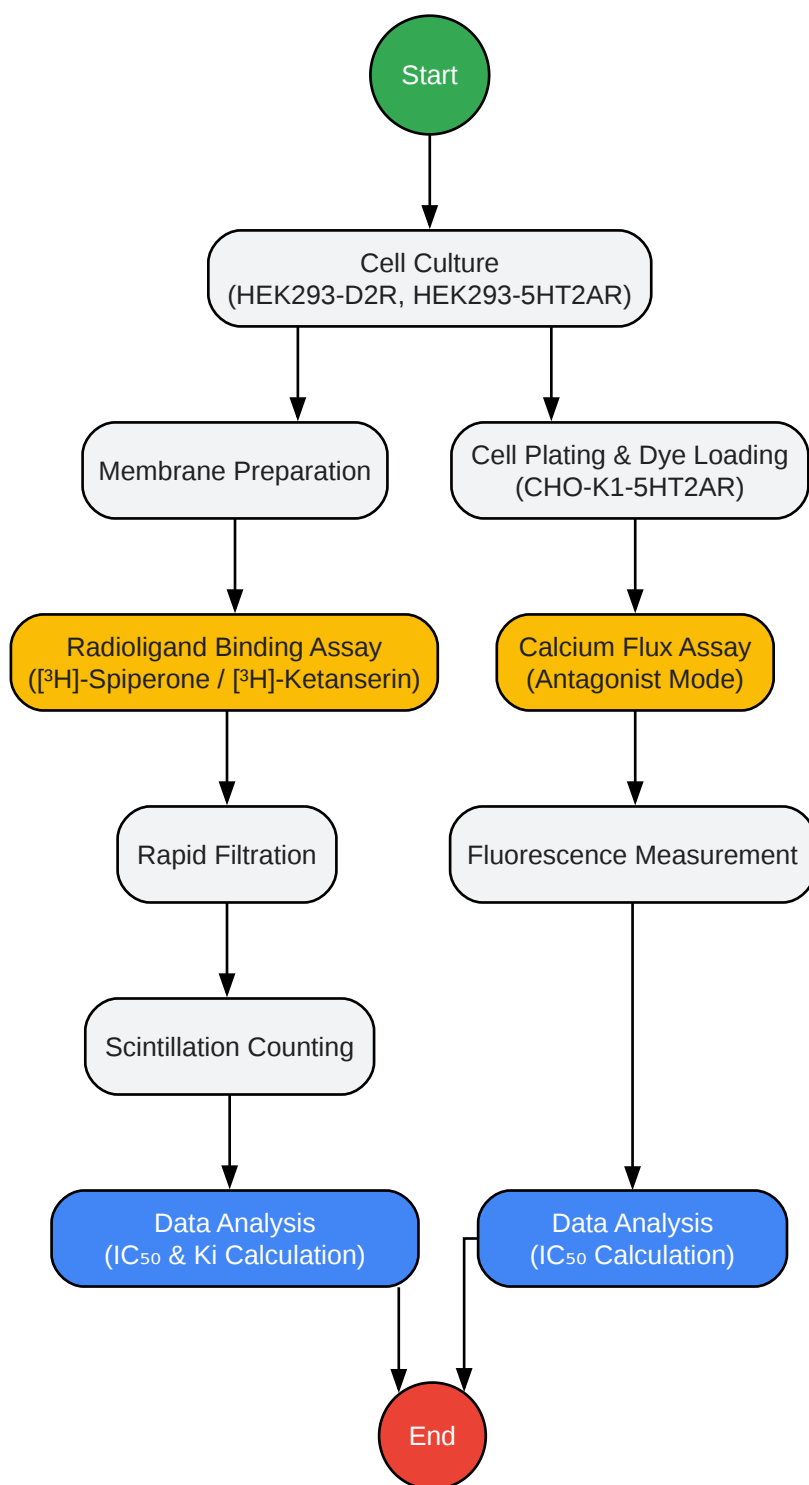 Start
Cell Culture
(HEK293-D2R, HEK293-5HT2AR)
Membrane Preparation
Cell Plating & Dye Loading
(CHO-K1-5HT2AR)
Radioligand Binding Assay
([³H]-Spiperone / [³H]-Ketanserin)
Calcium Flux Assay
(Antagonist Mode)
Rapid Filtration
Fluorescence Measurement
Scintillation Counting
Data Analysis
(IC₅₀ & Ki Calculation)
Data Analysis
(IC₅₀ Calculation)
End